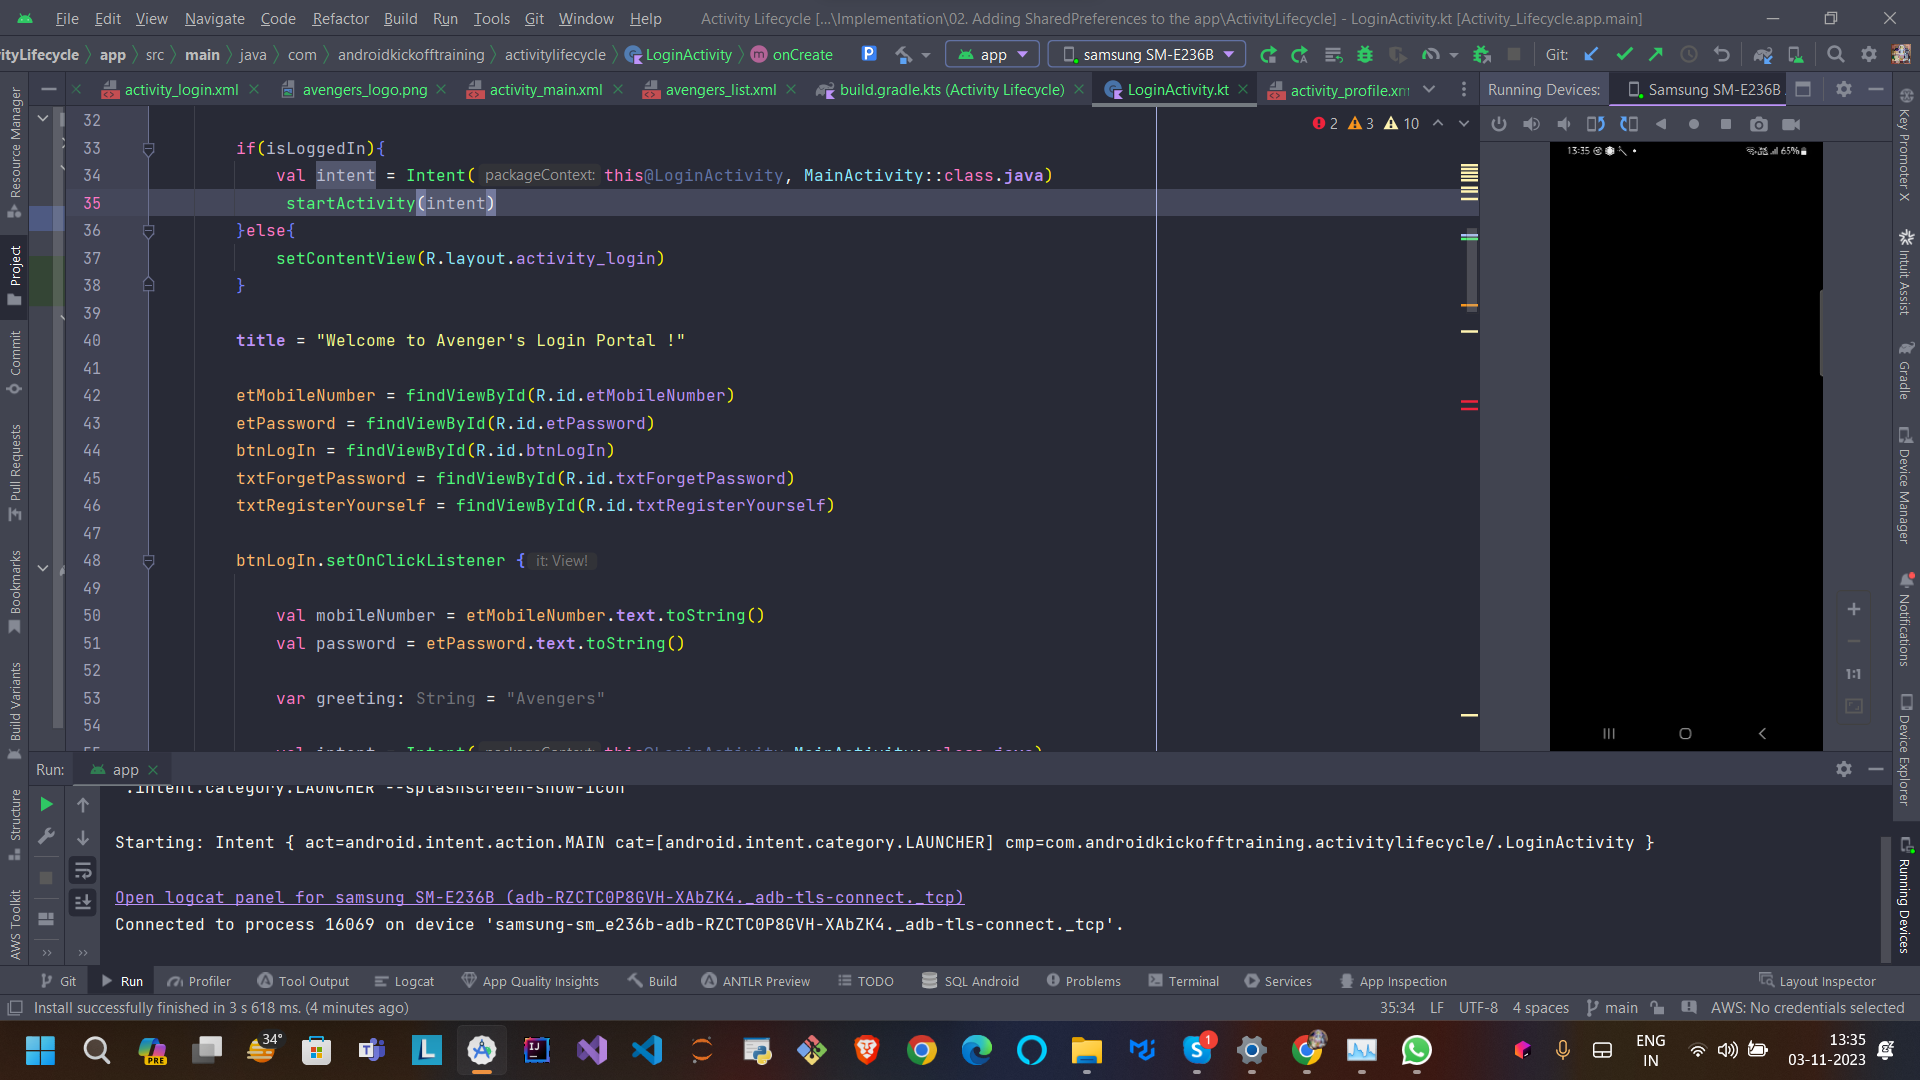 File Edit View Navigate Code Refactor Build Run Tools Git Window Help Activity Lifecycle [...\Implementation\02. Adding SharedPreferences to the app\ActivityLifecycle] - LoginActivity.kt [Activity_Lifecycle.app.main]
ityLifecycle app src main java com androidkickofftraining activitylifecycle LoginActivity onCreate app samsung SM-E236B Git:
activity_login.xml avengers_logo.png activity_main.xml avengers_list.xml build.gradle.kts (Activity Lifecycle) LoginActivity.kt activity_profile.xm Running Devices: Samsung SM-E236B
2 3 10
13:35 65%
32
33 if(isLoggedIn){
34 val intent = Intent( packageContext: this@LoginActivity, MainActivity::class.java)
35 startActivity(intent)
36 }else{
37 setContentView(R.layout.activity_login)
38 }
39
40 title = "Welcome to Avenger's Login Portal !"
41
42 etMobileNumber = findViewById(R.id.etMobileNumber)
43 etPassword = findViewById(R.id.etPassword)
44 btnLogIn = findViewById(R.id.btnLogIn)
45 txtForgetPassword = findViewById(R.id.txtForgetPassword)
46 txtRegisterYourself = findViewById(R.id.txtRegisterYourself)
47
48 btnLogIn.setOnClickListener { it: View!
49
50 val mobileNumber = etMobileNumber.text.toString()
51 val password = etPassword.text.toString()
52
53 var greeting: String = "Avengers"
54
Resource Manager
Project
Commit
Pull Requests
Bookmarks
Build Variants
Structure
AWS Toolkit
Key Promoter X
Intuit Assist
Gradle
Device Manager
Notifications
Device Explorer
Running Devices
1:1
Run: app
.intent.category.LAUNCHER --splashscreen-show-icon
Starting: Intent { act=android.intent.action.MAIN cat=[android.intent.category.LAUNCHER] cmp=com.androidkickofftraining.activitylifecycle/.LoginActivity }
Open logcat panel for samsung SM-E236B (adb-RZCTC0P8GVH-XAbZK4._adb-tls-connect._tcp)
Connected to process 16069 on device 'samsung-sm_e236b-adb-RZCTC0P8GVH-XAbZK4._adb-tls-connect._tcp'.
Git Run Profiler Tool Output Logcat App Quality Insights Build ANTLR Preview TODO SQL Android Problems Terminal Services App Inspection Layout Inspector
Install successfully finished in 3 s 618 ms. (4 minutes ago) 35:34 LF UTF-8 4 spaces main AWS: No credentials selected
PRE 34° 1 ENG 13:35
IN 03-11-2023